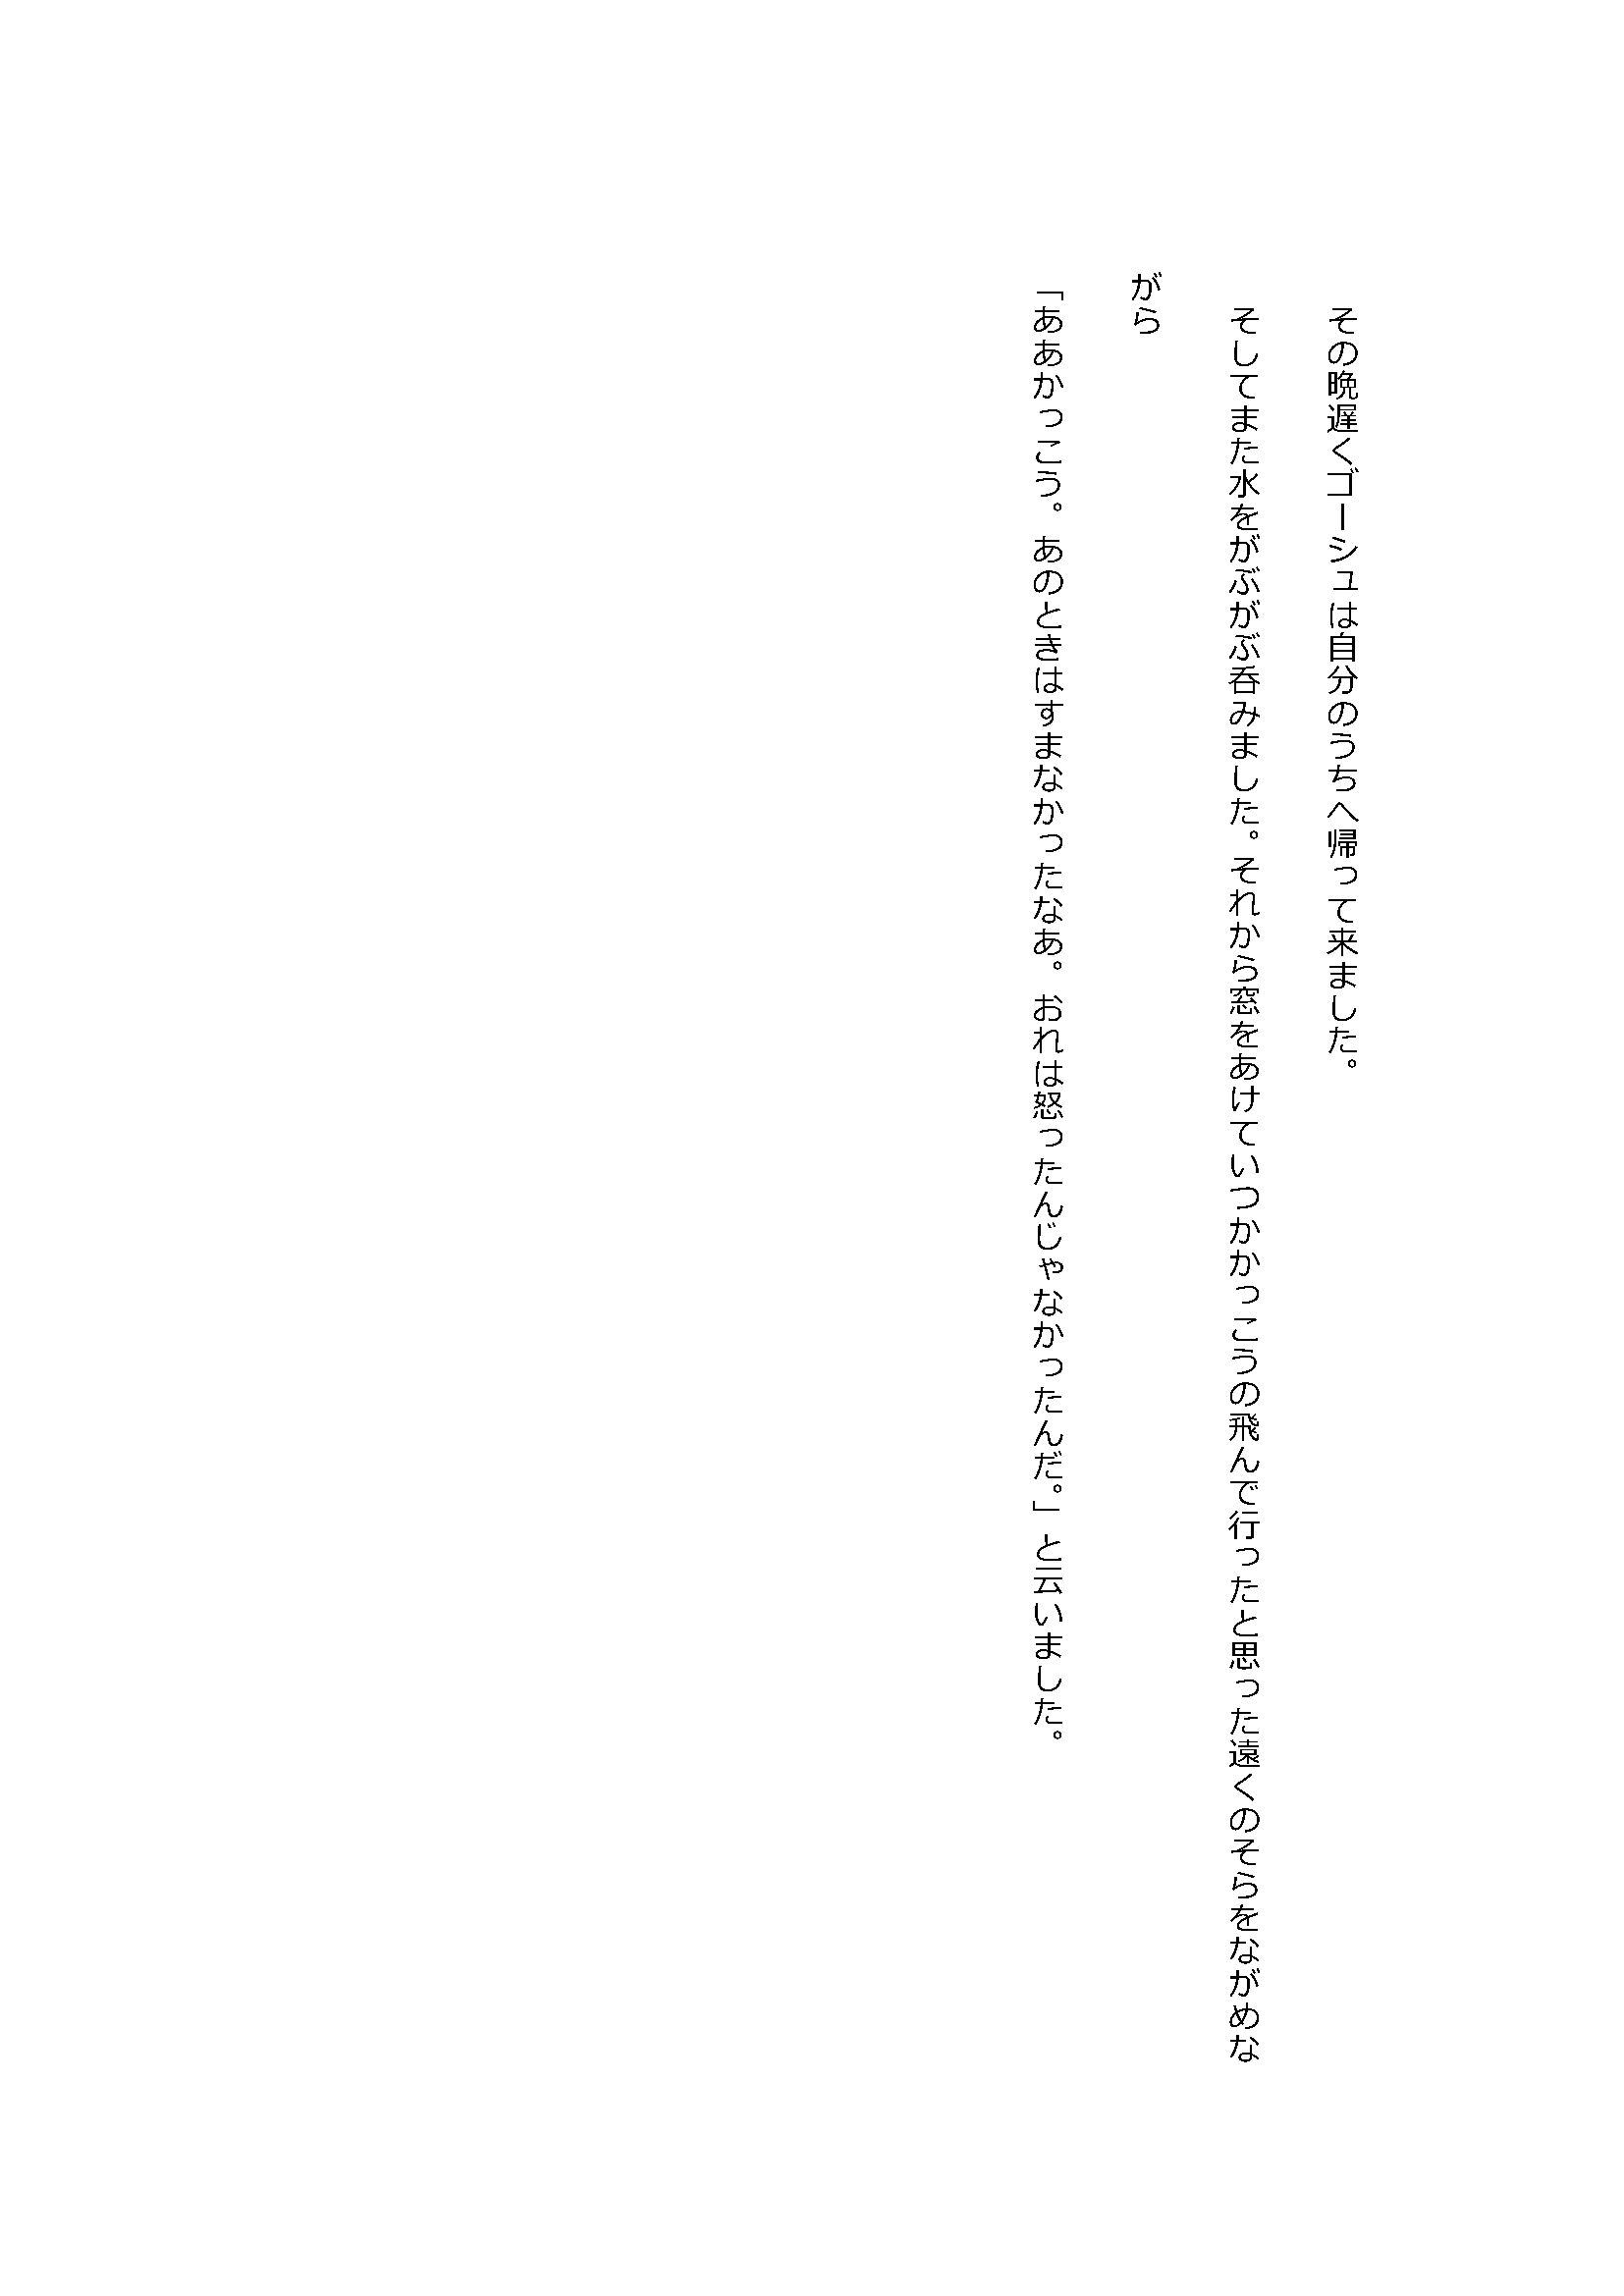 その晩遅くゴーシュは自分のうちへ帰って来ました。
　そしてまた水をがぶがぶ呑みました。それから窓をあけていつかかっこうの飛んで行ったと思った遠くのそらをながめな
がら
「ああかっこう。あのときはすまなかったなあ。おれは怒ったんじゃなかったんだ。」と云いました。